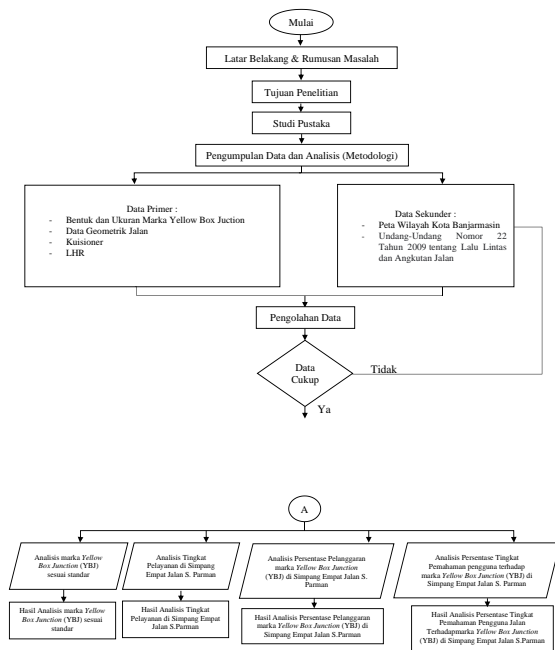 Mulai
Latar Belakang & Rumusan Masalah
Tujuan Penelitian
Studi Pustaka
Pengumpulan Data dan Analisis (Metodologi)
Data Primer :
- Bentuk dan Ukuran Marka Yellow Box Juction
- Data Geometrik Jalan
- Kuisioner
- LHR
Data Sekunder :
- Peta Wilayah Kota Banjarmasin
- Undang-Undang Nomor 22
Tahun 2009 tentang Lalu Lintas
dan Angkutan Jalan
Pengolahan Data
Data
Cukup
Tidak
Ya
A
Analisis marka Yellow
Box Junction (YBJ)
sesuai standar
Analisis Tingkat
Pelayanan di Simpang
Empat Jalan S. Parman
Analisis Persentase Pelanggaran
marka Yellow Box Junction
(YBJ) di Simpang Empat Jalan S.
Parman
Analisis Persentase Tingkat
Pemahaman pengguna terhadap
marka Yellow Box Junction (YBJ) di
Simpang Empat Jalan S.Parman
Hasil Analisis marka Yellow
Box Junction (YBJ) sesuai
standar
Hasil Analisis Tingkat
Pelayanan di Simpang Empat
Jalan S.Parman
Hasil Analisis Persentase Pelanggaran
marka Yellow Box Junction (YBJ) di
Simpang Empat Jalan S.Parman
Hasil Analisis Persentase Tingkat
Pemahaman Pengguna Jalan
Terhadapmarka Yellow Box Junction
(YBJ) di Simpang Empat Jalan S.Parman